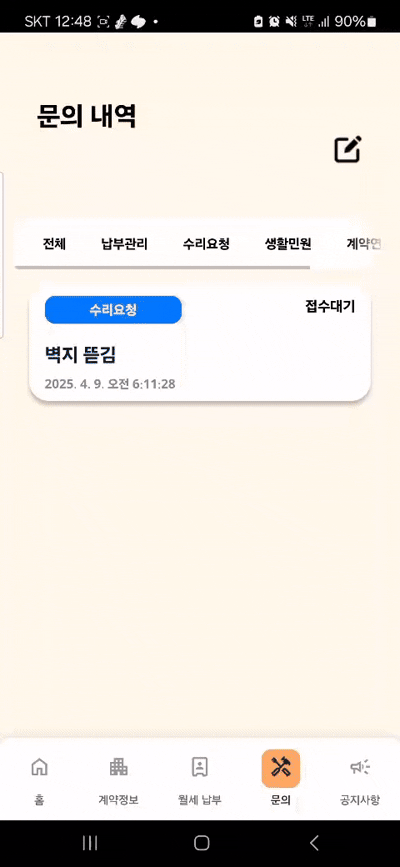 SKT 12:48 LTE 90%
문의 내역
전체 납부관리 수리요청 생활민원 계약연
수리요청 접수대기
벽지 뜯김
2025. 4. 9. 오전 6:11:28
홈 계약정보 월세 납부 문의 공지사항